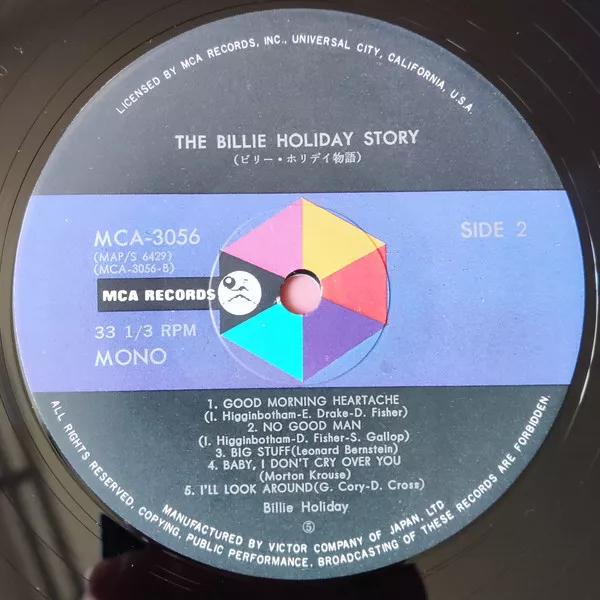 LICENSED BY MCA RECORDS, INC., UNIVERSAL CITY, CALIFORNIA, U.S.A.
THE BILLIE HOLIDAY STORY
(ビリー・ホリデイ物語)
MCA-3056
SIDE 2
(MAP/S 6429)
(MCA-3056-B)
MCA RECORDS
33 1/3 RPM
MONO
1. GOOD MORNING HEARTACHE
(I. Higginbotham-E. Drake-D. Fisher)
2. NO GOOD MAN
(I. Higginbotham-D. Fisher-S. Gallop)
3. BIG STUFF(Leonard Bernstein)
4. BABY, I DON'T CRY OVER YOU
(Morton Krouse)
5. I'LL LOOK AROUND(G. Cory-D. Cross)
Billie Holiday
⑤
MANUFACTURED BY VICTOR COMPANY OF JAPAN, LTD.
ALL RIGHTS RESERVED, COPYING, PUBLIC PERFORMANCE, BROADCASTING OF THESE RECORDS ARE FORBIDDEN.